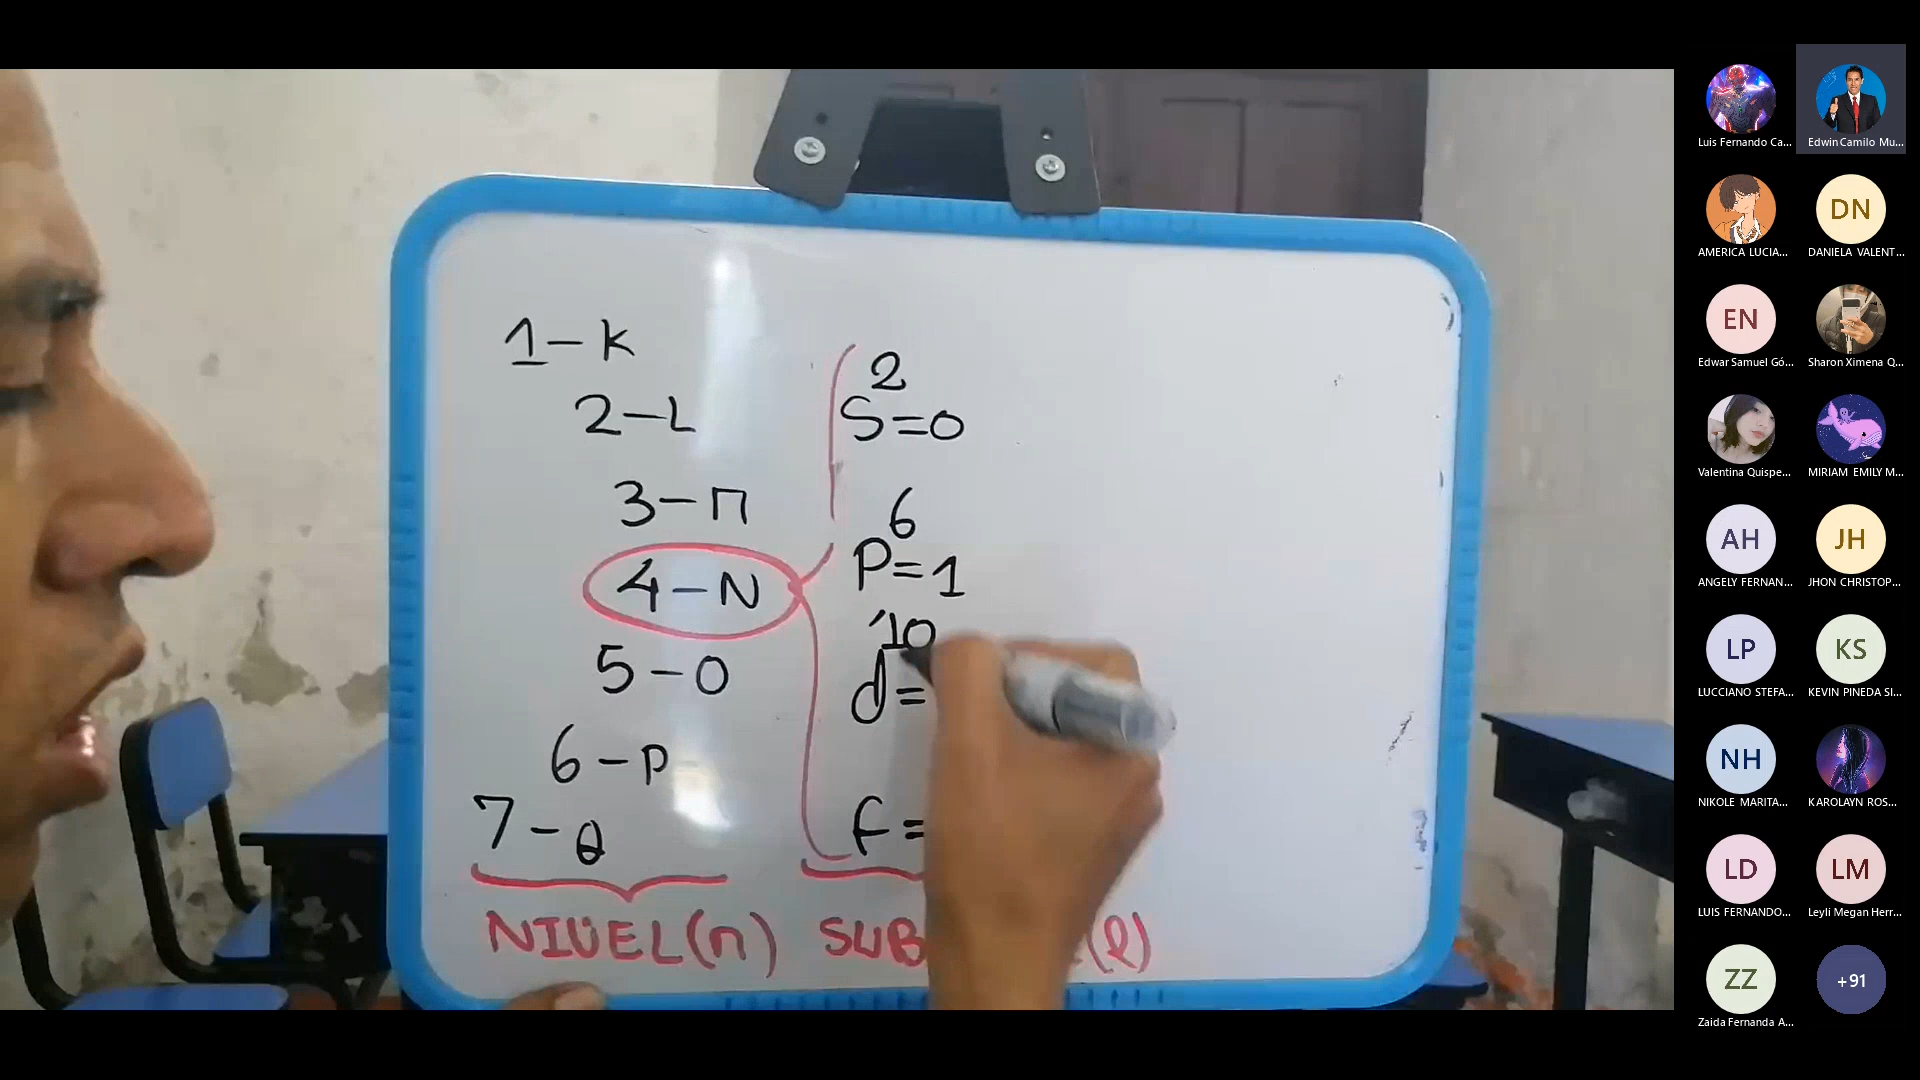 1-K
2-L
3-M
4-N
5-O
6-P
7-Q
NIVEL(n)
2
S=0
6
P=1
10
d=
F=
SUB
(l)
Luis Fernando Ca...
Edwin Camilo Mu...
AMERICA LUCIA...
DN
DANIELA VALENT...
EN
Edwar Samuel Gó...
Sharon Ximena Q...
Valentina Quispe...
MIRIAM EMILY M...
AH
ANGELY FERNAN...
JH
JHON CHRISTOP...
LP
LUCCIANO STEFA...
KS
KEVIN PINEDA SI...
NH
NIKOLE MARITA...
KAROLAYN ROS...
LD
LUIS FERNANDO...
LM
Leyli Megan Herr...
ZZ
Zaida Fernanda A...
+91